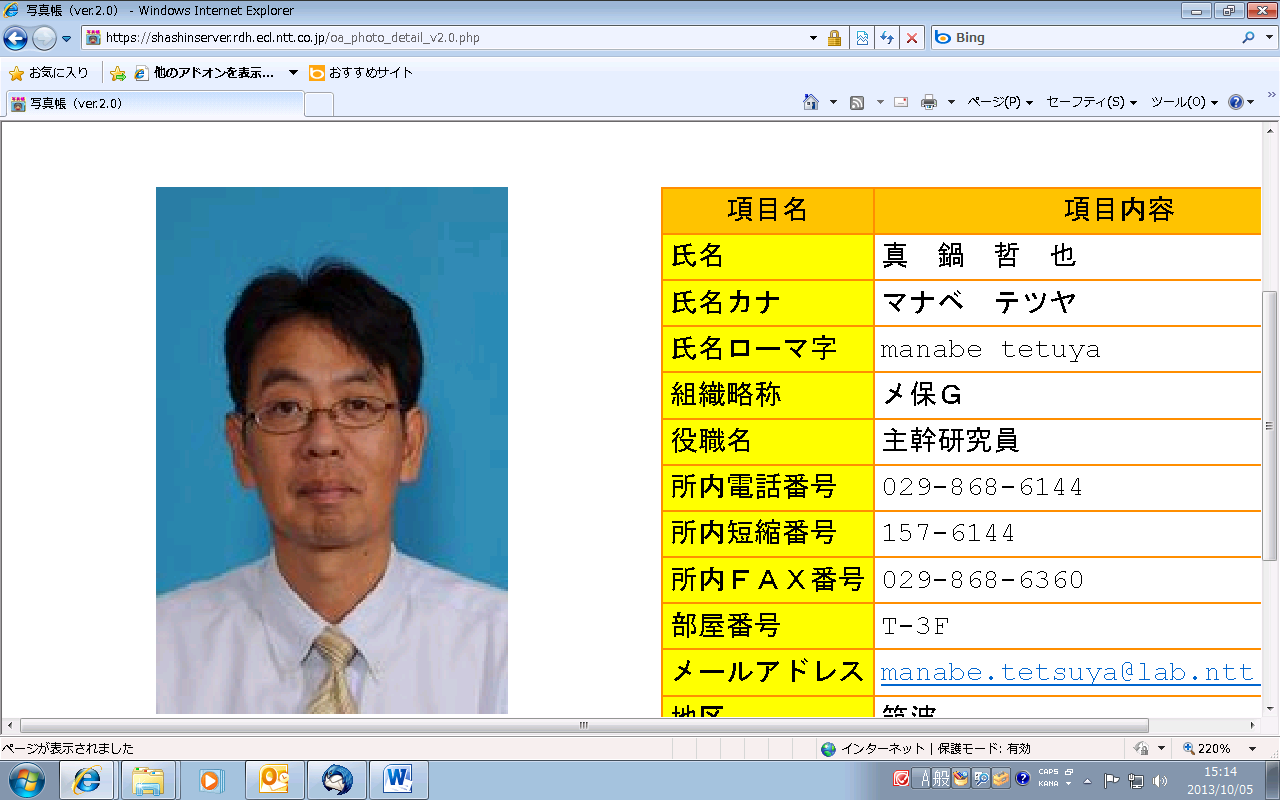 写真帳（ver.2.0） - Windows Internet Explorer
https://shashinserver.rdh.ecl.ntt.co.jp/oa_photo_detail_v2.0.php
Bing
お気に入り
他のアドオンを表示...
おすすめサイト
写真帳（ver.2.0）
ページ(P)
セーフティ(S)
ツール(O)
»
項目名 項目内容
氏名 真　鍋　哲　也
氏名カナ マナベ　テツヤ
氏名ローマ字 manabe tetuya
組織略称 メ保Ｇ
役職名 主幹研究員
所内電話番号 029-868-6144
所内短縮番号 157-6144
所内ＦＡＸ番号 029-868-6360
部屋番号 T-3F
メールアドレス manabe.tetsuya@lab.ntt
地区 筑波
ページが表示されました
インターネット | 保護モード: 有効
220%
A 般
CAPS
KANA
15:14
2013/10/05